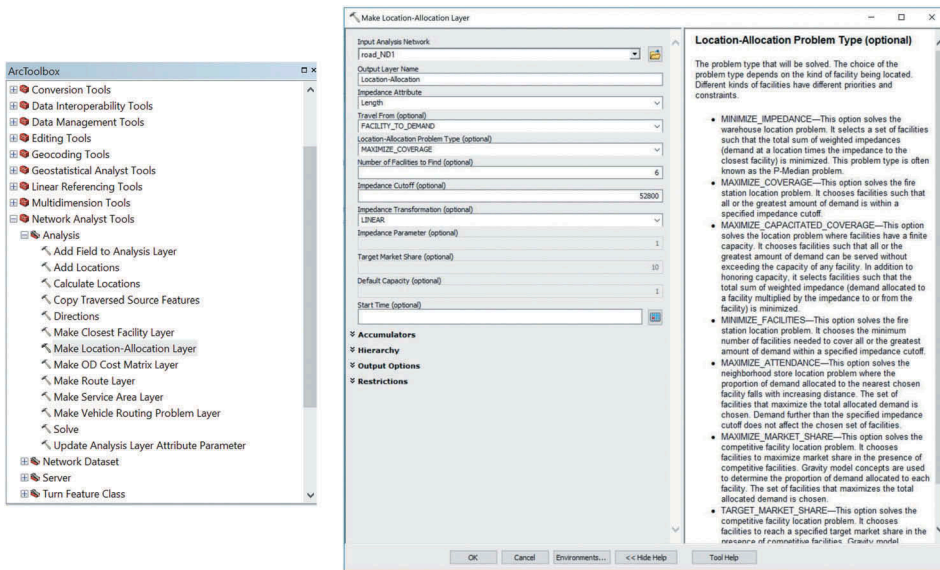 ArcToolbox
Conversion Tools
Data Interoperability Tools
Data Management Tools
Editing Tools
Geocoding Tools
Geostatistical Analyst Tools
Linear Referencing Tools
Multidimension Tools
Network Analyst Tools
Analysis
Add Field to Analysis Layer
Add Locations
Calculate Locations
Copy Traversed Source Features
Directions
Make Closest Facility Layer
Make Location-Allocation Layer
Make OD Cost Matrix Layer
Make Route Layer
Make Service Area Layer
Make Vehicle Routing Problem Layer
Solve
Update Analysis Layer Attribute Parameter
Network Dataset
Server
Turn Feature Class
Make Location-Allocation Layer
Input Analysis Network
road_ND1
Output Layer Name
Location-Allocation
Impedance Attribute
Length
Travel From (optional)
FACILITY_TO_DEMAND
Location-Allocation Problem Type (optional)
MAXIMIZE_COVERAGE
Number of Facilities to Find (optional)
6
Impedance Cutoff (optional)
52800
Impedance Transformation (optional)
LINEAR
Impedance Parameter (optional)
1
Target Market Share (optional)
10
Default Capacity (optional)
1
Start Time (optional)
Accumulators
Hierarchy
Output Options
Restrictions
Location-Allocation Problem Type (optional)
The problem type that will be solved. The choice of the
problem type depends on the kind of facility being located.
Different kinds of facilities have different priorities and
constraints.
• MINIMIZE_IMPEDANCE—This option solves the
warehouse location problem. It selects a set of facilities
such that the total sum of weighted impedances
(demand at a location times the impedance to the
closest facility) is minimized. This problem type is often
known as the P-Median problem.
• MAXIMIZE_COVERAGE—This option solves the fire
station location problem. It chooses facilities such that
all or the greatest amount of demand is within a
specified impedance cutoff.
• MAXIMIZE_CAPACITATED_COVERAGE—This option
solves the location problem where facilities have a finite
capacity. It chooses facilities such that all or the
greatest amount of demand can be served without
exceeding the capacity of any facility. In addition to
honoring capacity, it selects facilities such that the
total sum of weighted impedance (demand allocated to
a facility multiplied by the impedance to or from the
facility) is minimized.
• MINIMIZE_FACILITIES—This option solves the fire
station location problem. It chooses the minimum
number of facilities needed to cover all or the greatest
amount of demand within a specified impedance cutoff.
• MAXIMIZE_ATTENDANCE—This option solves the
neighborhood store location problem where the
proportion of demand allocated to the nearest chosen
facility falls with increasing distance. The set of
facilities that maximize the total allocated demand is
chosen. Demand further than the specified impedance
cutoff does not affect the chosen set of facilities.
• MAXIMIZE_MARKET_SHARE—This option solves the
competitive facility location problem. It chooses
facilities to maximize market share in the presence of
competitive facilities. Gravity model concepts are used
to determine the proportion of demand allocated to each
facility. The set of facilities that maximizes the total
allocated demand is chosen.
• TARGET_MARKET_SHARE—This option solves the
competitive facility location problem. It chooses
facilities to reach a specified target market share in the
presence of competitive facilities. Gravity model
OK
Cancel
Environments...
<< Hide Help
Tool Help